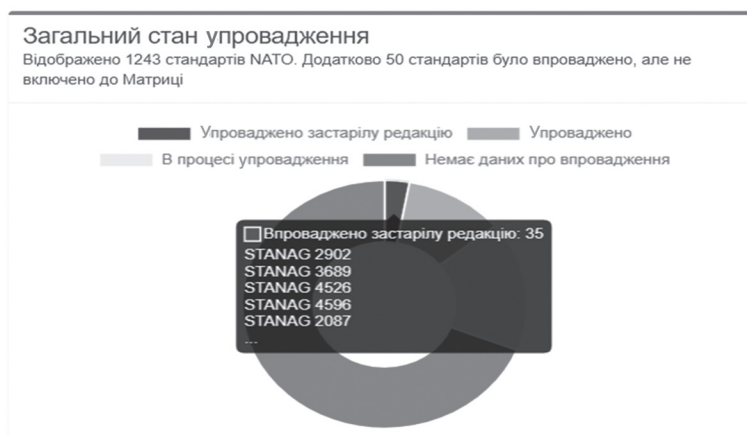 Загальний стан упровадження
Відображено 1243 стандартів NATO. Додатково 50 стандартів було впроваджено, але не
включено до Матриці
Упроваджено застарілу редакцію Упроваджено
В процесі упровадження Немає даних про впровадження
Впроваджено застарілу редакцію: 35
STANAG 2902
STANAG 3689
STANAG 4526
STANAG 4596
STANAG 2087
...